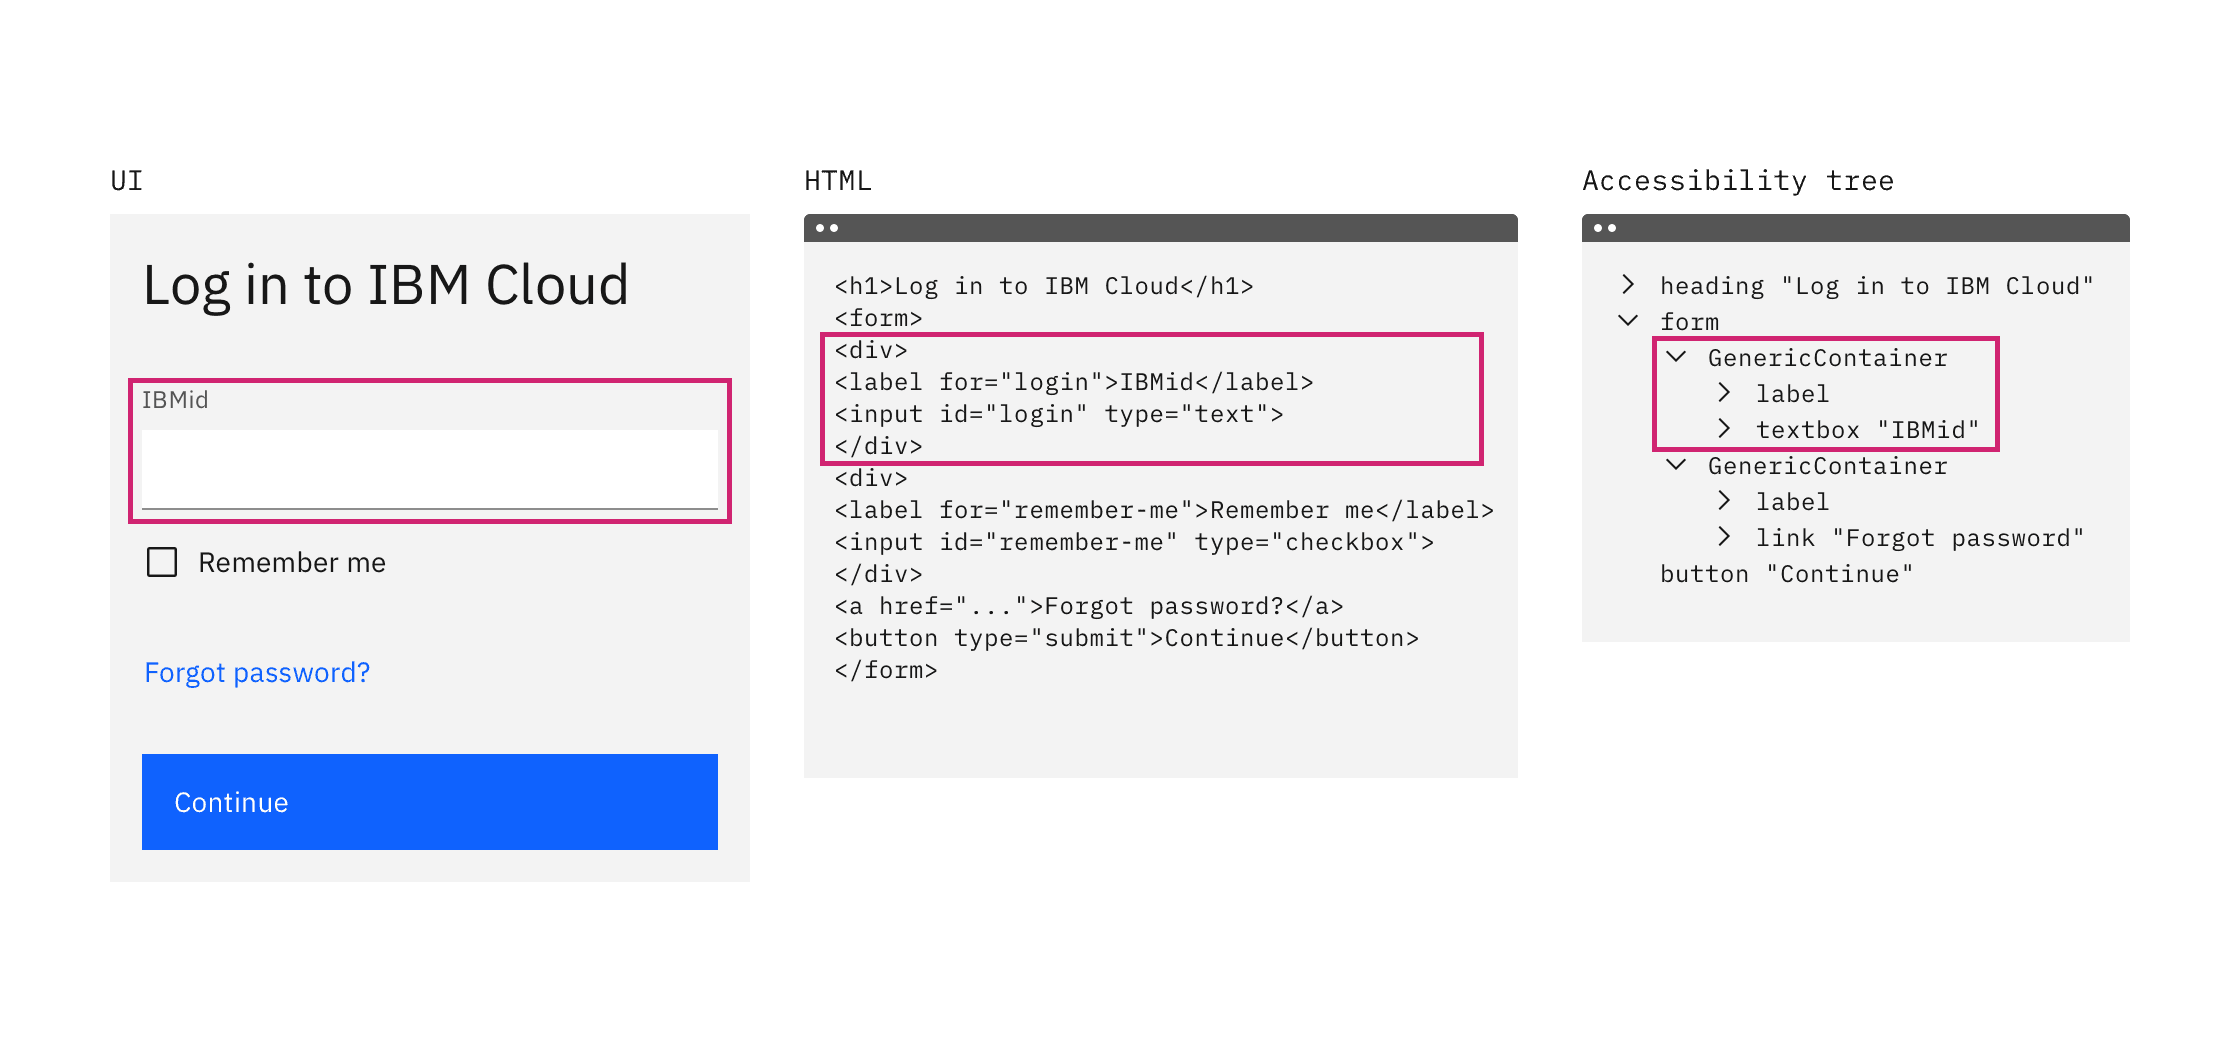 UI
Log in to IBM Cloud
IBMid
Remember me
Forgot password?
Continue
HTML
<h1>Log in to IBM Cloud</h1>
<form>
<div>
<label for="login">IBMid</label>
<input id="login" type="text">
</div>
<div>
<label for="remember-me">Remember me</label>
<input id="remember-me" type="checkbox">
</div>
<a href="...">Forgot password?</a>
<button type="submit">Continue</button>
</form>
Accessibility tree
heading "Log in to IBM Cloud"
form
GenericContainer
label
textbox "IBMid"
GenericContainer
label
link "Forgot password"
button "Continue"